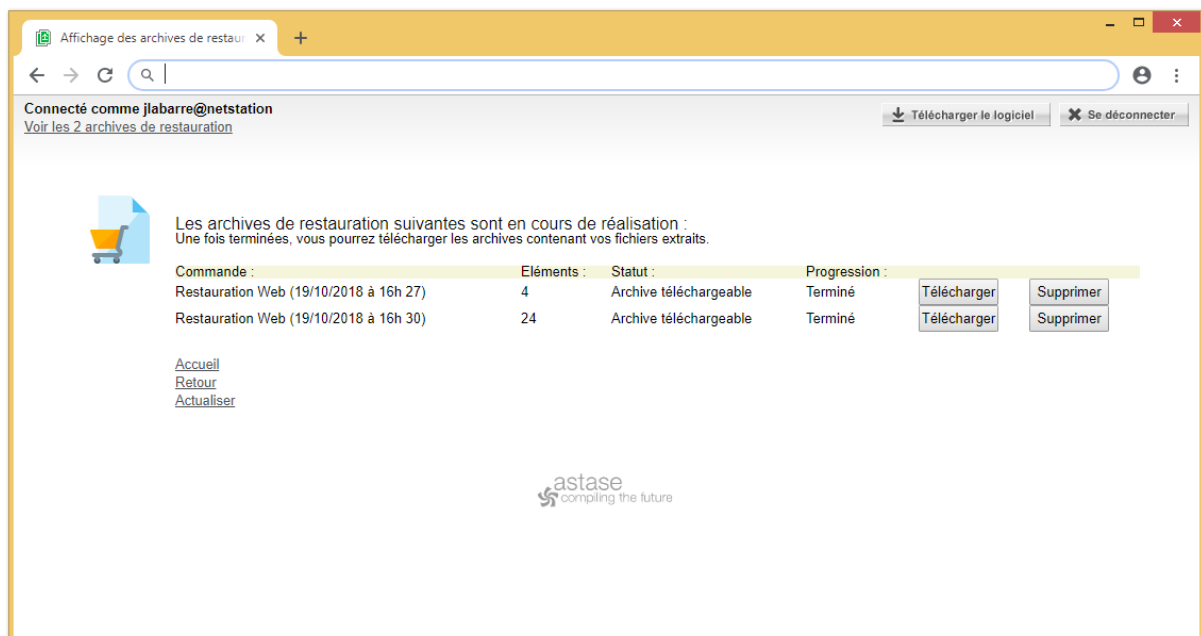 Affichage des archives de restaur
Connecté comme jlabarre@netstation
Voir les 2 archives de restauration
Télécharger le logiciel
Se déconnecter
Les archives de restauration suivantes sont en cours de réalisation :
Une fois terminées, vous pourrez télécharger les archives contenant vos fichiers extraits.
Commande : Eléments : Statut : Progression :
Restauration Web (19/10/2018 à 16h 27) 4 Archive téléchargeable Terminé Télécharger Supprimer
Restauration Web (19/10/2018 à 16h 30) 24 Archive téléchargeable Terminé Télécharger Supprimer
Accueil
Retour
Actualiser
astase
compiling the future